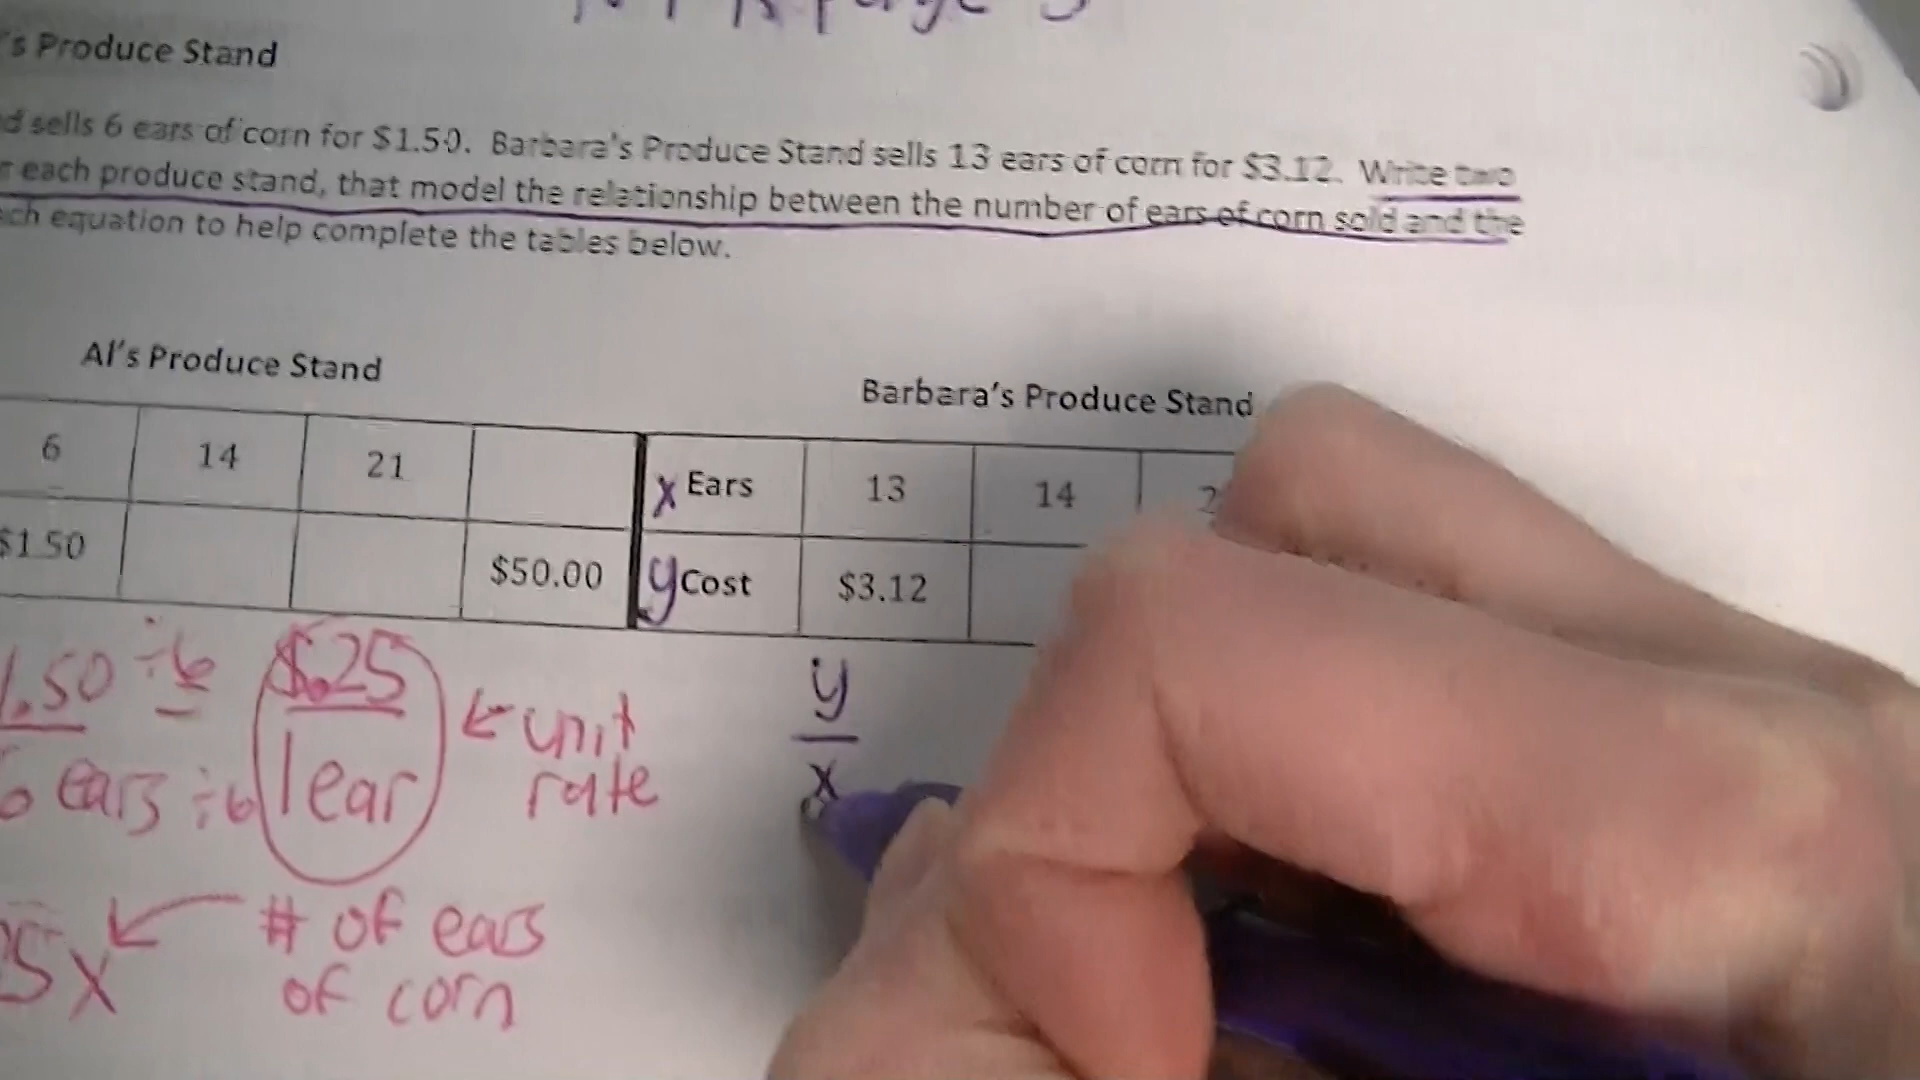 's Produce Stand
sells 6 ears of corn for $1.50. Barbara's Produce Stand sells 13 ears of corn for $3.12. Write two
each produce stand, that model the relationship between the number of ears of corn sold and the
equation to help complete the tables below.
Al's Produce Stand
Barbara's Produce Stand
6 14 21
x Ears 13 14
$1.50 $50.00
y Cost $3.12
.50 ÷6 $.25
ears ÷6 1 ear
← unit
rate
y
x
5x ← # of ears
of corn